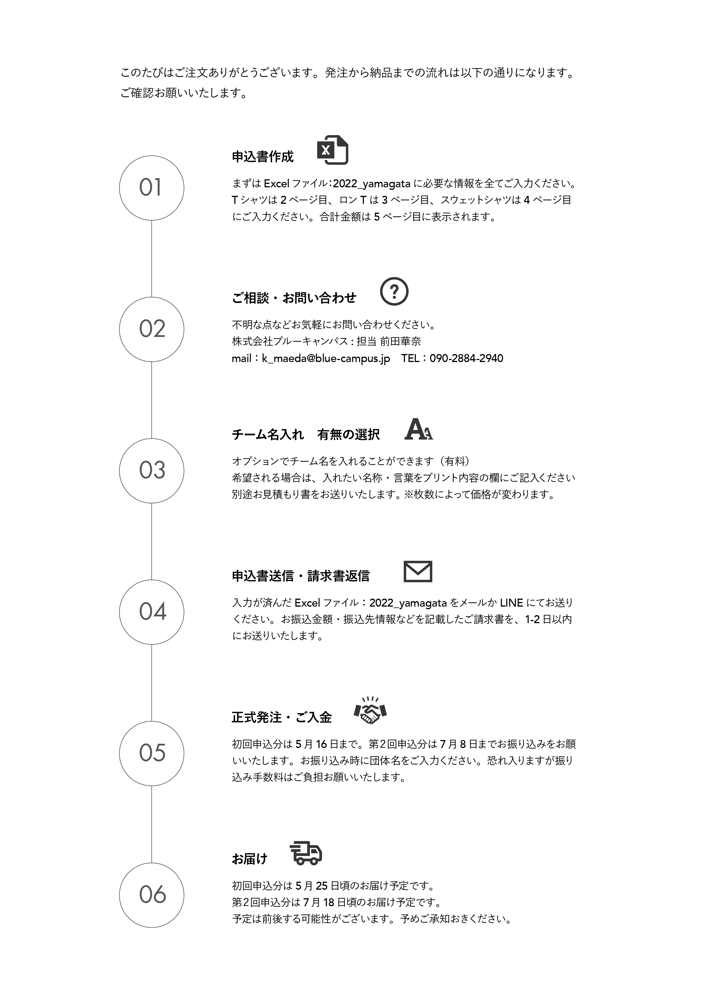 このたびはご注文ありがとうございます。発注から納品までの流れは以下の通りになります。
ご確認お願いいたします。
01
申込書作成
まずは Excel ファイル:2022_yamagata に必要な情報を全てご入力ください。
T シャツは 2 ページ目、ロン T は 3 ページ目、スウェットシャツは 4 ページ目
にご入力ください。合計金額は 5 ページ目に表示されます。
02
ご相談・お問い合わせ
不明な点などお気軽にお問い合わせください。
株式会社ブルーキャンパス : 担当 前田華奈
mail : k_maeda@blue-campus.jp　TEL : 090-2884-2940
03
チーム名入れ　有無の選択
オプションでチーム名を入れることができます（有料）
希望される場合は、入れたい名称・言葉をプリント内容の欄にご記入ください
別途お見積もり書をお送りいたします。※枚数によって価格が変わります。
04
申込書送信・請求書返信
入力が済んだ Excel ファイル：2022_yamagata をメールか LINE にてお送り
ください。お振込金額・振込先情報などを記載したご請求書を、1-2 日以内
にお送りいたします。
05
正式発注・ご入金
初回申込分は 5 月 16 日まで。第２回申込分は 7 月 8 日までお振り込みをお願
いいたします。お振り込み時に団体名をご入力ください。恐れ入りますが振り
込み手数料はご負担お願いいたします。
06
お届け
初回申込分は 5 月 25 日頃のお届け予定です。
第２回申込分は 7 月 18 日頃のお届け予定です。
予定は前後する可能性がございます。予めご承知おきください。